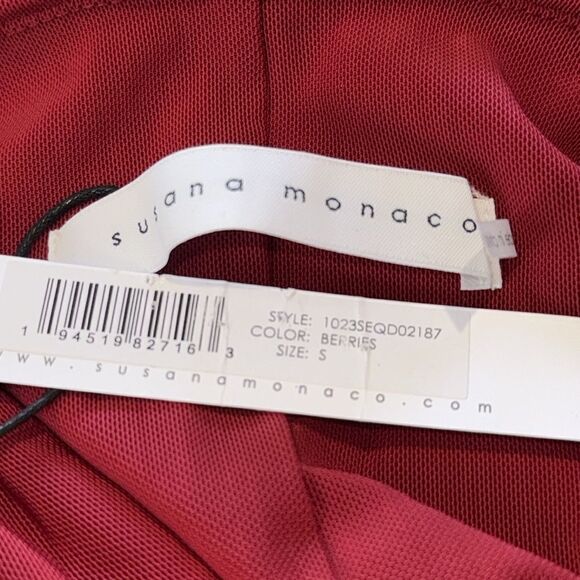 susana monaco
STYLE: 1023SEQD02187
COLOR: BERRIES
SIZE: S
1 94519 82716 3
www.susanamonaco.com